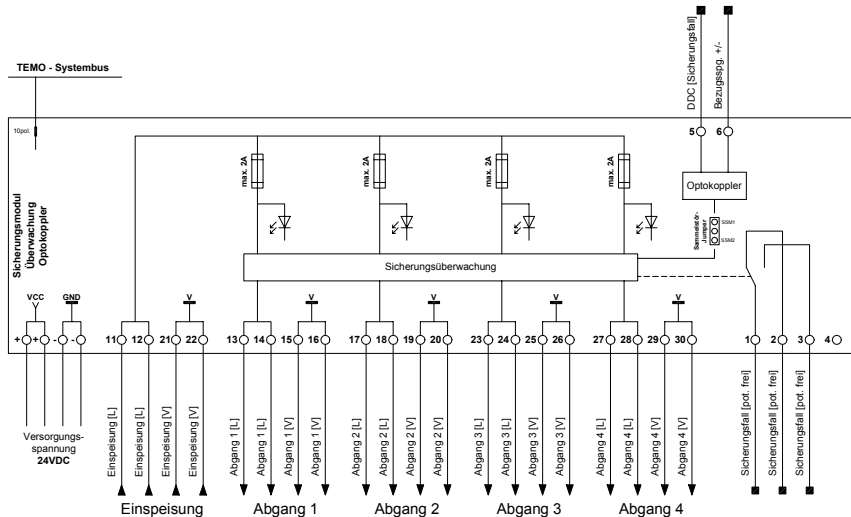 DDC [Sicherungsfall]
Bezugsspg. +/-
TEMO - Systembus
10pol.
5
6
max. 2A
max. 2A
max. 2A
max. 2A
Optokoppler
Sammelstör-
Jumper
SSM1
SSM2
Sicherungsmodul
Überwachung
Optokoppler
Sicherungsüberwachung
VCC
GND
V
V
V
V
V
+
+
-
-
11
12
21
22
13
14
15
16
17
18
19
20
23
24
25
26
27
28
29
30
1
2
3
4
Einspeisung [L]
Einspeisung [L]
Einspeisung [V]
Einspeisung [V]
Abgang 1 [L]
Abgang 1 [L]
Abgang 1 [V]
Abgang 1 [V]
Abgang 2 [L]
Abgang 2 [L]
Abgang 2 [V]
Abgang 2 [V]
Abgang 3 [L]
Abgang 3 [L]
Abgang 3 [V]
Abgang 3 [V]
Abgang 4 [L]
Abgang 4 [L]
Abgang 4 [V]
Abgang 4 [V]
Sicherungsfall [pot. frei]
Sicherungsfall [pot. frei]
Sicherungsfall [pot. frei]
Versorgungs-
spannung
24VDC
Einspeisung
Abgang 1
Abgang 2
Abgang 3
Abgang 4